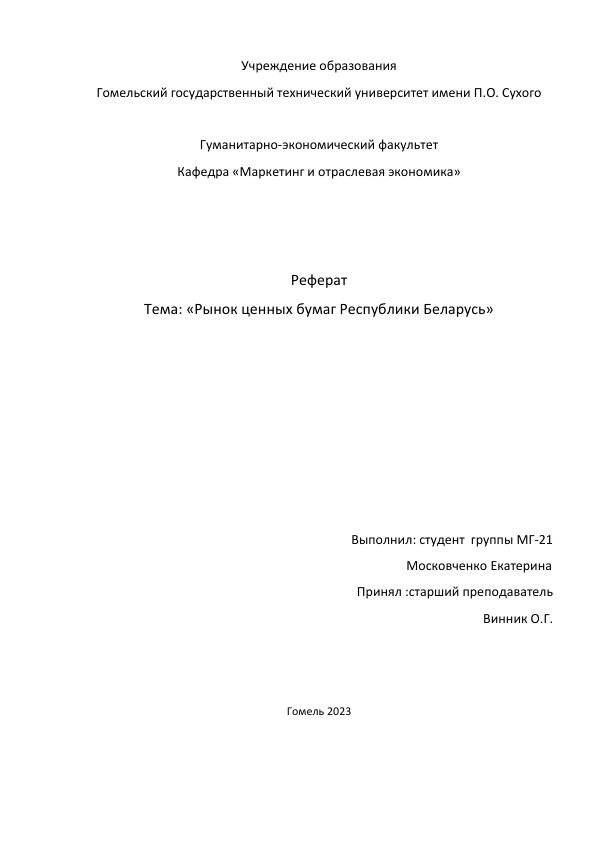 Учреждение образования
Гомельский государственный технический университет имени П.О. Сухого
Гуманитарно-экономический факультет
Кафедра «Маркетинг и отраслевая экономика»
Реферат
Тема: «Рынок ценных бумаг Республики Беларусь»
Выполнил: студент  группы МГ-21
Московченко Екатерина
Принял :старший преподаватель
Винник О.Г.
Гомель 2023